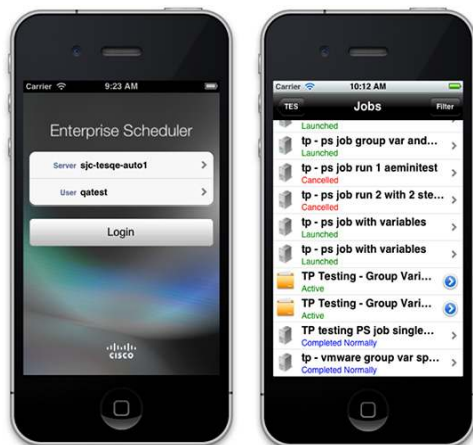 Carrier 9:23 AM
Enterprise Scheduler
Server sjc-tesqe-auto1
User qatest
Login
CISCO
Carrier 10:12 AM
TES Jobs Filter
Launched
tp - ps job group var and...
Launched
tp - ps job run 1 aeminitest
Cancelled
tp - ps job run 2 with 2 ste...
Cancelled
tp - ps job with variables
Launched
tp - ps job with variables
Launched
TP Testing - Group Vari...
Active
TP Testing - Group Vari...
Active
TP testing PS job single...
Completed Normally
tp - vmware group var sp...
Completed Normally